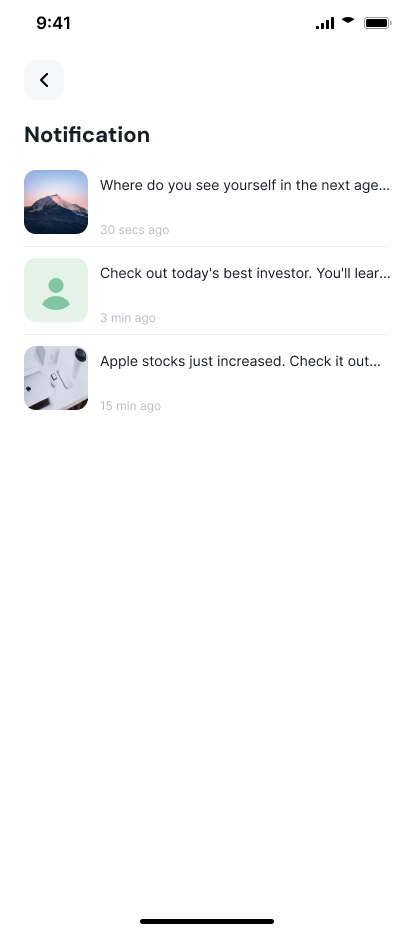 9:41
Notification
Where do you see yourself in the next age...
30 secs ago
Check out today's best investor. You'll lear...
3 min ago
Apple stocks just increased. Check it out...
15 min ago